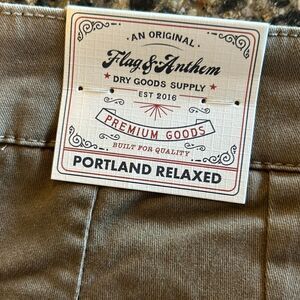 · AN ORIGINAL ·
Flag & Anthem
DRY GOODS SUPPLY
EST 2016
PREMIUM GOODS
BUILT FOR QUALITY
PORTLAND RELAXED